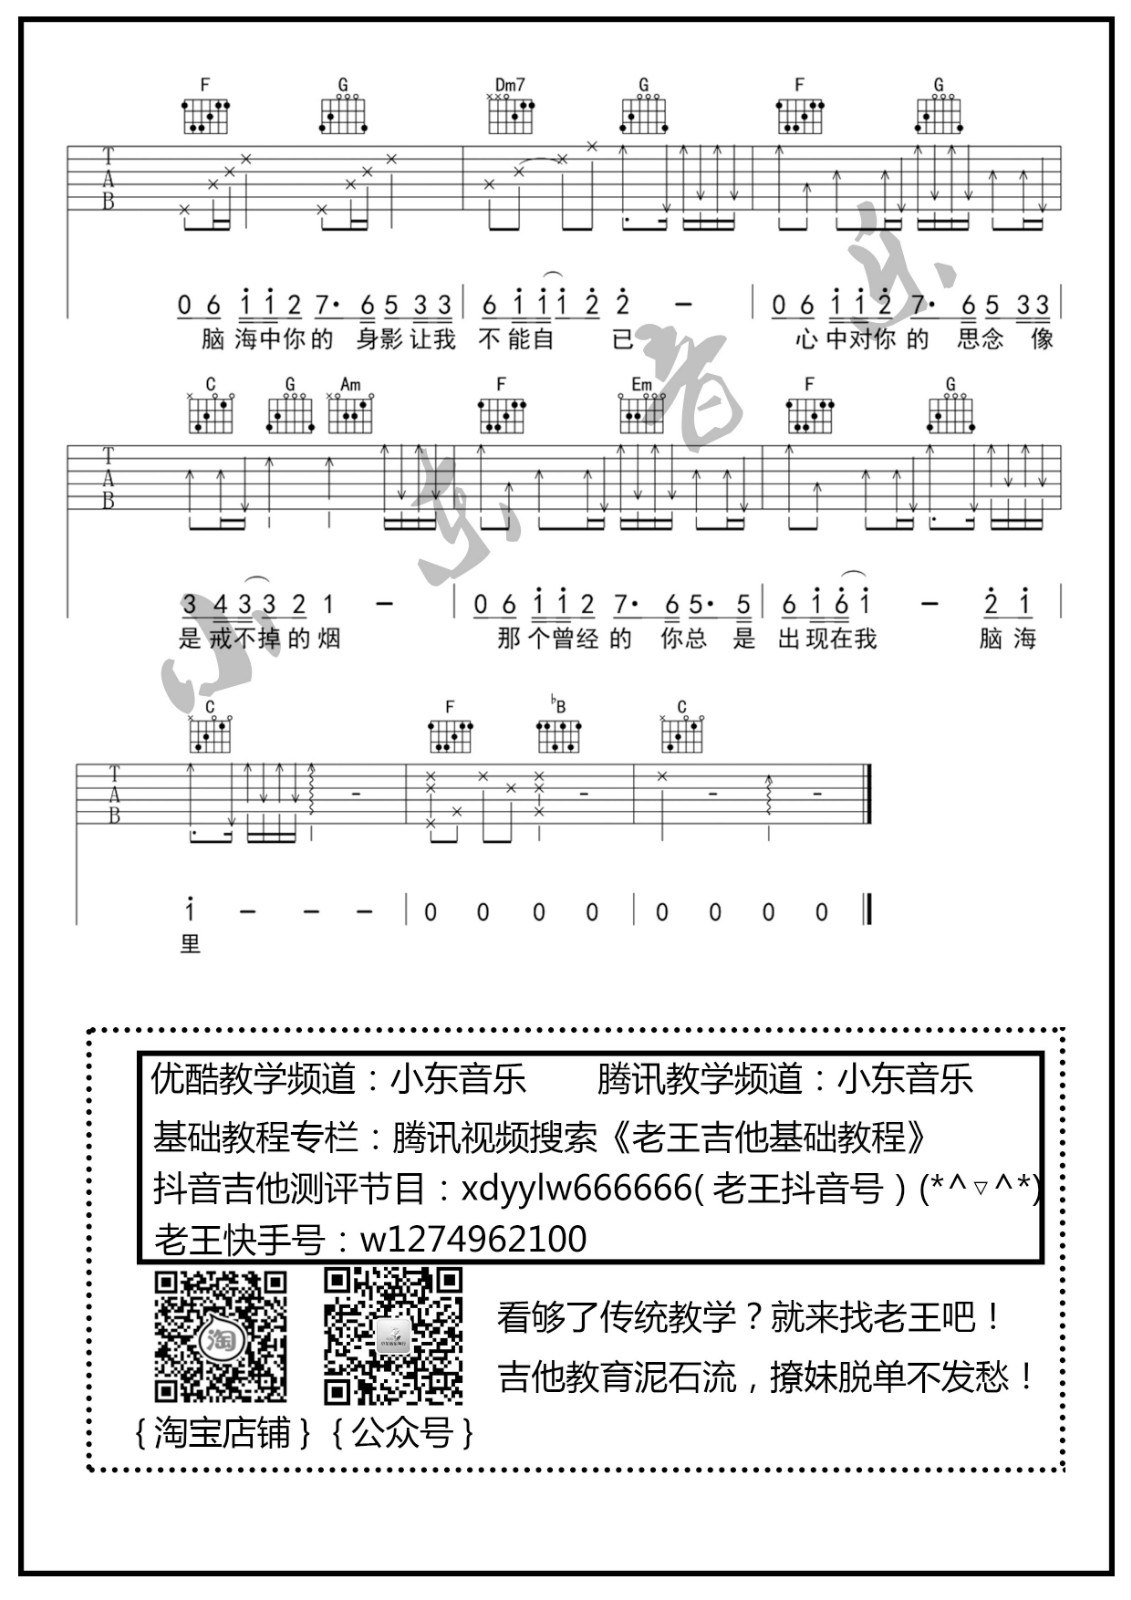 F G Dm7 G F G
T
A
B
0 6 1 1 2 7· 6 5 3 3 6 1 1 1 2 2 – 0 6 1 1 2 7· 6 5 3 3
脑 海中你的 身影让我 不能自 已 心中对你的 思念 像
C G Am F Em F G
T
A
B
3 4 3 3 2 1 – 0 6 1 1 2 7· 6 5· 5 6 1 6 1 – 2 1
是戒不掉的烟 那个曾经的 你总 是 出现在我 脑海
C F ♭B C
T
A
B
1 – – – 0 0 0 0 0 0 0 0
里
小东音乐
优酷教学频道：小东音乐 腾讯教学频道：小东音乐
基础教程专栏：腾讯视频搜索《老王吉他基础教程》
抖音吉他测评节目：xdyylw666666(老王抖音号) (*^▽^*)
老王快手号：w1274962100
淘
看够了传统教学？就来找老王吧！
吉他教育泥石流，撩妹脱单不发愁！
{淘宝店铺} {公众号}